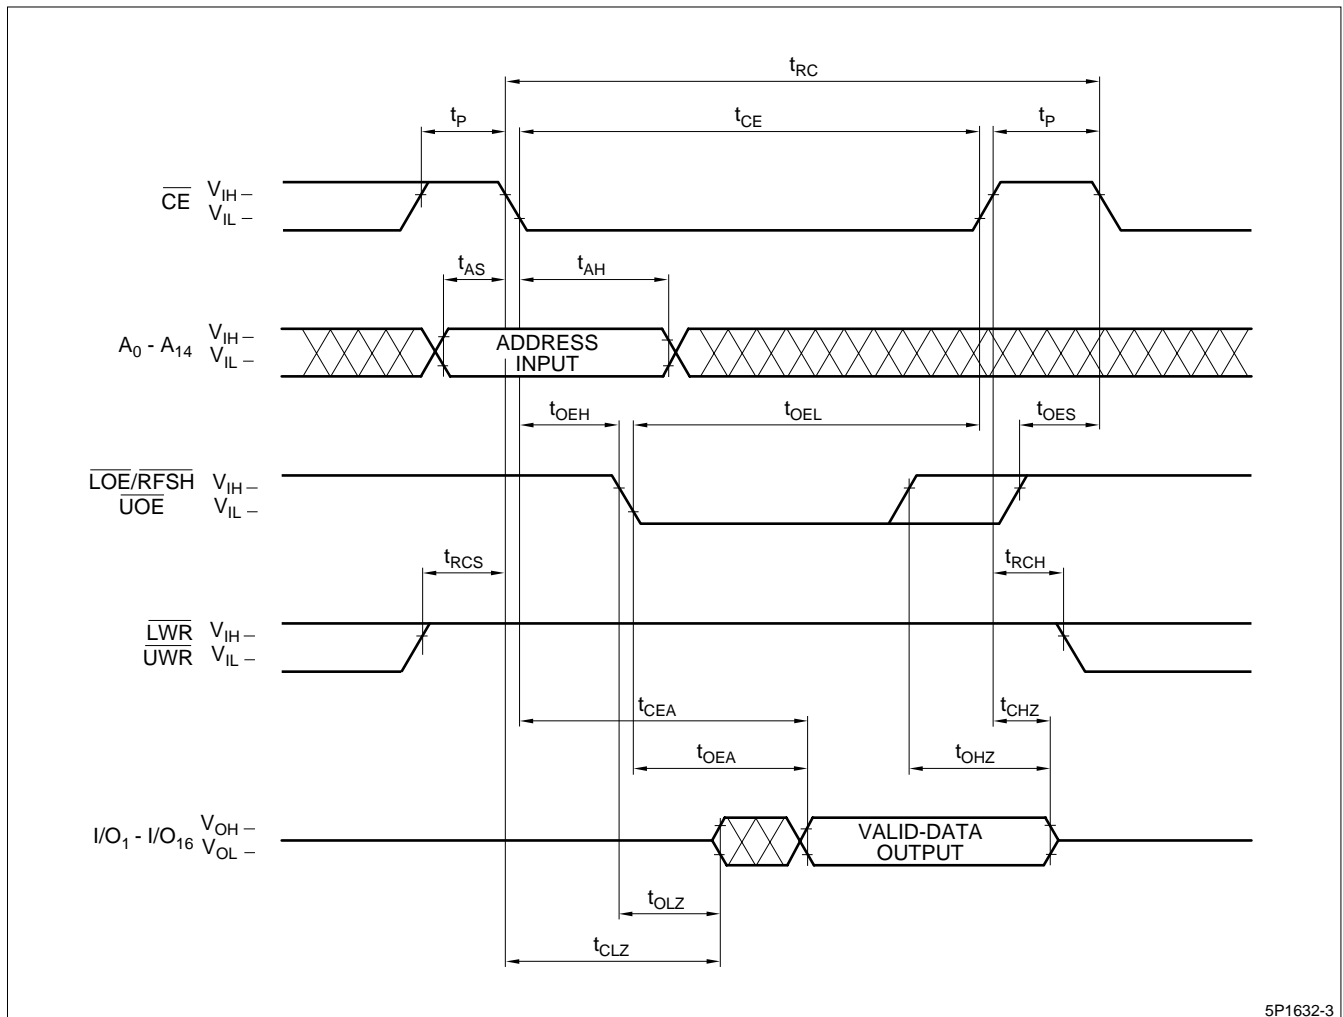 tRC
tP tCE tP
CE VIH –
VIL –
tAS tAH
A0 - A14 VIH –
VIL –
ADDRESS
INPUT
tOEH tOEL tOES
LOE/RFSH VIH –
UOE VIL –
tRCS tRCH
LWR VIH –
UWR VIL –
tCEA tCHZ
tOEA tOHZ
I/O1 - I/O16 VOH –
VOL –
VALID-DATA
OUTPUT
tOLZ
tCLZ
5P1632-3